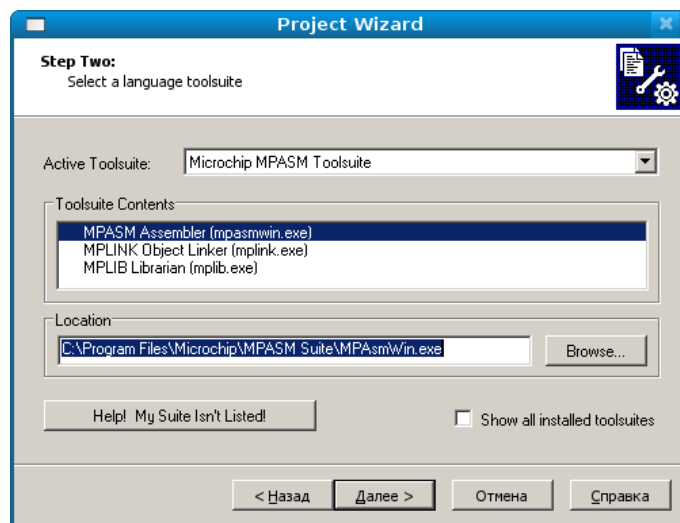 Project Wizard
Step Two:
Select a language toolsuite
Active Toolsuite:
Microchip MPASM Toolsuite
Toolsuite Contents
MPASM Assembler (mpasmwin.exe)
MPLINK Object Linker (mplink.exe)
MPLIB Librarian (mplib.exe)
Location
C:\Program Files\Microchip\MPASM Suite\MPAsmWin.exe
Browse...
Help! My Suite Isn't Listed!
Show all installed toolsuites
< Назад
Далее >
Отмена
Справка